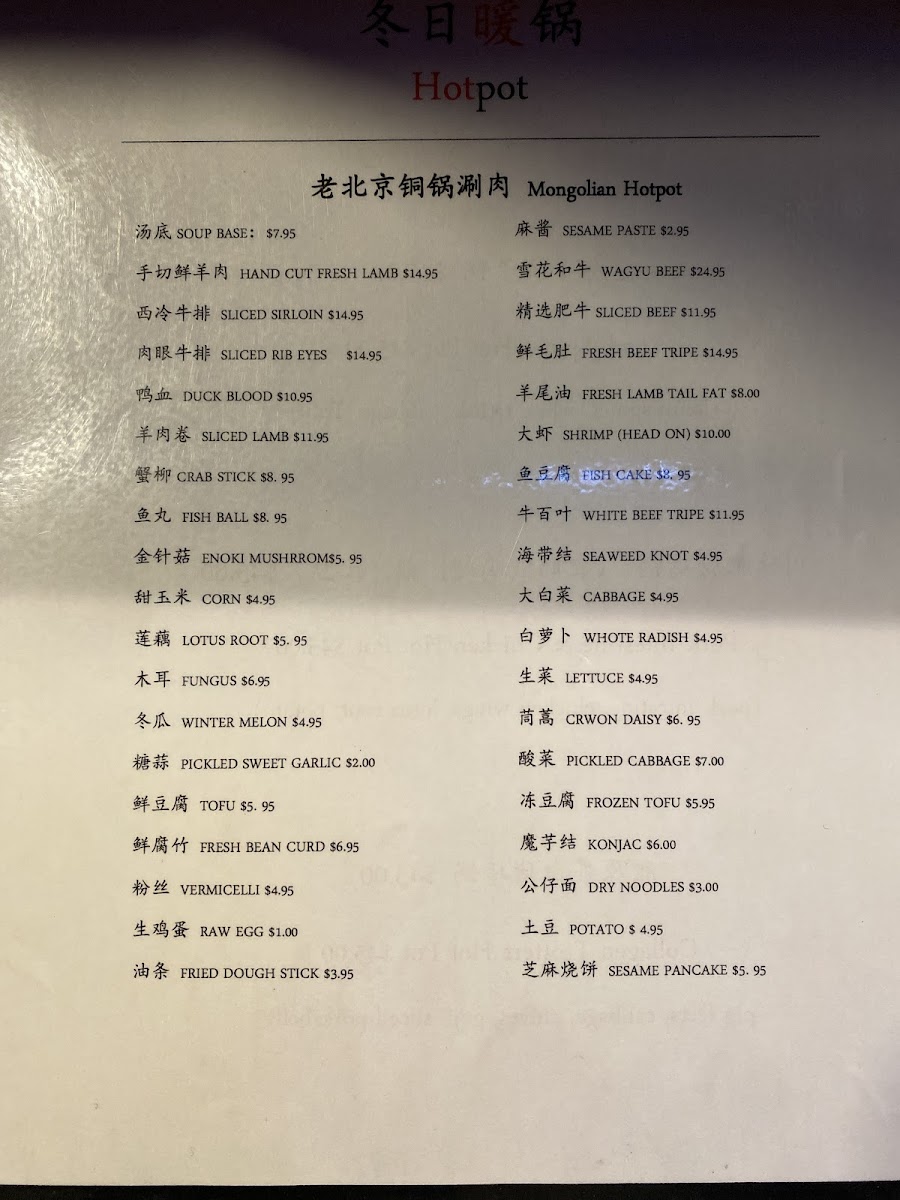 冬日暖锅
Hotpot
老北京铜锅涮肉 Mongolian Hotpot
汤底 SOUP BASE: $7.95
手切鲜羊肉 HAND CUT FRESH LAMB $14.95
西冷牛排 SLICED SIRLOIN $14.95
肉眼牛排 SLICED RIB EYES $14.95
鸭血 DUCK BLOOD $10.95
羊肉卷 SLICED LAMB $11.95
蟹柳 CRAB STICK $8. 95
鱼丸 FISH BALL $8. 95
金针菇 ENOKI MUSHRROM$5. 95
甜玉米 CORN $4.95
莲藕 LOTUS ROOT $5. 95
木耳 FUNGUS $6.95
冬瓜 WINTER MELON $4.95
糖蒜 PICKLED SWEET GARLIC $2.00
鲜豆腐 TOFU $5. 95
鲜腐竹 FRESH BEAN CURD $6.95
粉丝 VERMICELLI $4.95
生鸡蛋 RAW EGG $1.00
油条 FRIED DOUGH STICK $3.95
麻酱 SESAME PASTE $2.95
雪花和牛 WAGYU BEEF $24.95
精选肥牛 SLICED BEEF $11.95
鲜毛肚 FRESH BEEF TRIPE $14.95
羊尾油 FRESH LAMB TAIL FAT $8.00
大虾 SHRIMP (HEAD ON) $10.00
鱼豆腐 FISH CAKE $8. 95
牛百叶 WHITE BEEF TRIPE $11.95
海带结 SEAWEED KNOT $4.95
大白菜 CABBAGE $4.95
白萝卜 WHOTE RADISH $4.95
生菜 LETTUCE $4.95
茼蒿 CRWON DAISY $6. 95
酸菜 PICKLED CABBAGE $7.00
冻豆腐 FROZEN TOFU $5.95
魔芋结 KONJAC $6.00
公仔面 DRY NOODLES $3.00
土豆 POTATO $ 4.95
芝麻烧饼 SESAME PANCAKE $5. 95